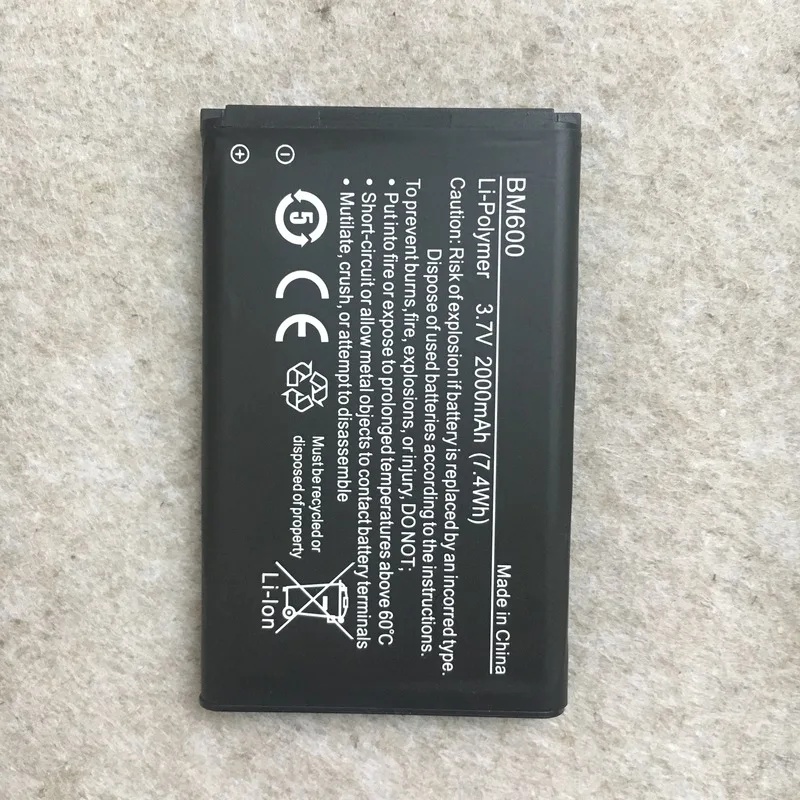 BM600
Made in China
Li-Polymer 3.7V 2000mAh (7.4Wh)
Caution: Risk of explosion if battery is replaced by an incorred type.
Dispose of used batteries according to the instructions.
To prevent burns,fire, explosions, or injury, DO NOT;
• Put into fire or expose to prolonged temperatures above 60°C
• Short-circuit or allow metal objects to contact battery terminals
• Mutilate, crush, or attempt to disassemble
5
CE
Must be recycled or
disposed of property
Li-Ion
+
-